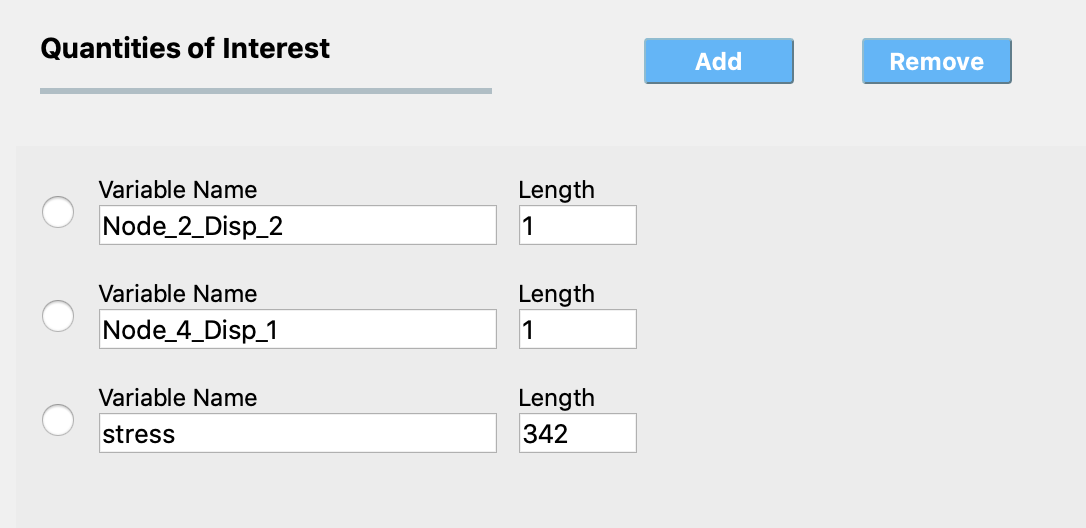 Quantities of Interest
Add
Remove
Variable Name
Length
Node_2_Disp_2
1
Variable Name
Length
Node_4_Disp_1
1
Variable Name
Length
stress
342